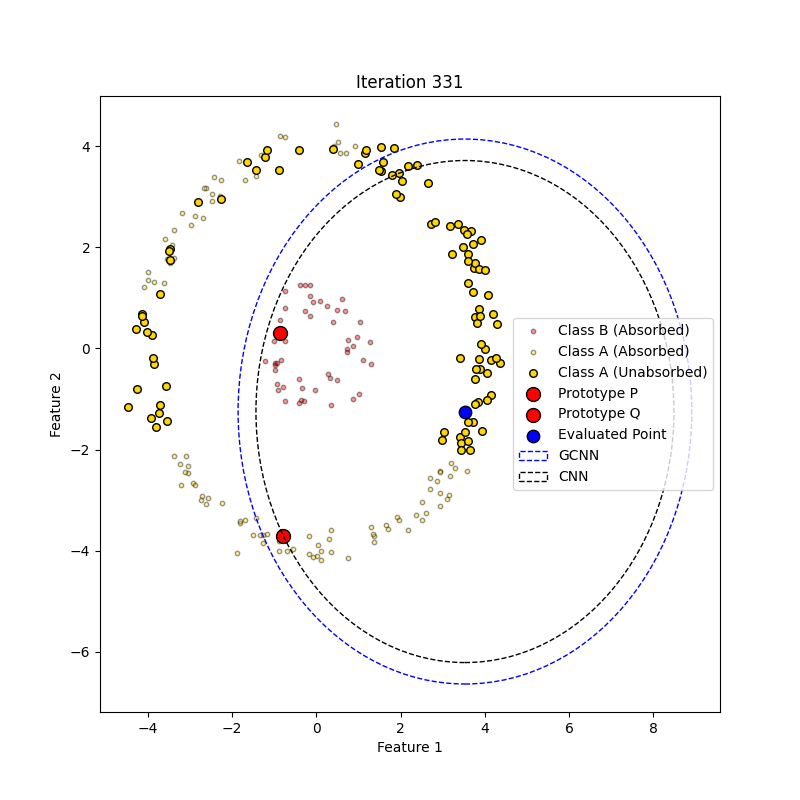 Iteration 331
4
2
0
−2
−4
−6
Feature 2
Class B (Absorbed)
Class A (Absorbed)
Class A (Unabsorbed)
Prototype P
Prototype Q
Evaluated Point
GCNN
CNN
−4
−2
0
2
4
6
8
Feature 1